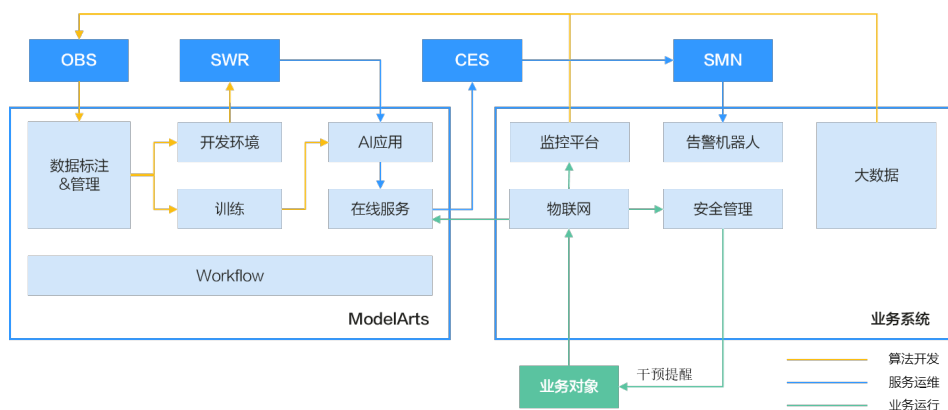 OBS
SWR
CES
SMN
数据标注
&管理
开发环境
AI应用
训练
在线服务
Workflow
ModelArts
监控平台
告警机器人
大数据
物联网
安全管理
业务系统
业务对象
干预提醒
算法开发
服务运维
业务运行